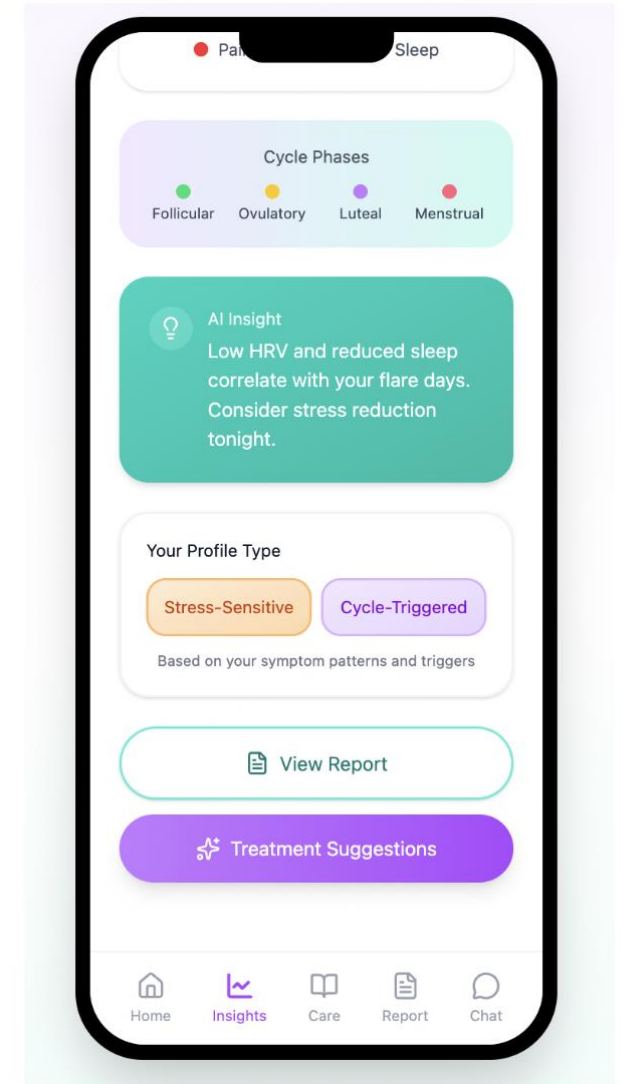 Sleep
Cycle Phases
Follicular Ovulatory Luteal Menstrual
AI Insight
Low HRV and reduced sleep
correlate with your flare days.
Consider stress reduction
tonight.
Your Profile Type
Stress-Sensitive Cycle-Triggered
Based on your symptom patterns and triggers
View Report
Treatment Suggestions
Home Insights Care Report Chat